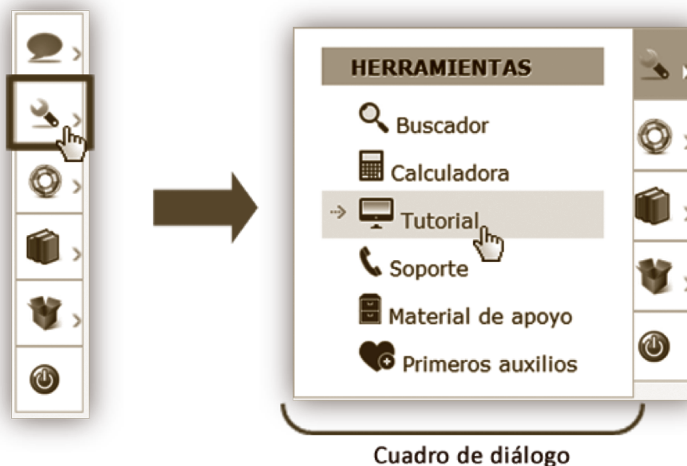 HERRAMIENTAS
Buscador
Calculadora
Tutorial
Soporte
Material de apoyo
Primeros auxilios
Cuadro de diálogo